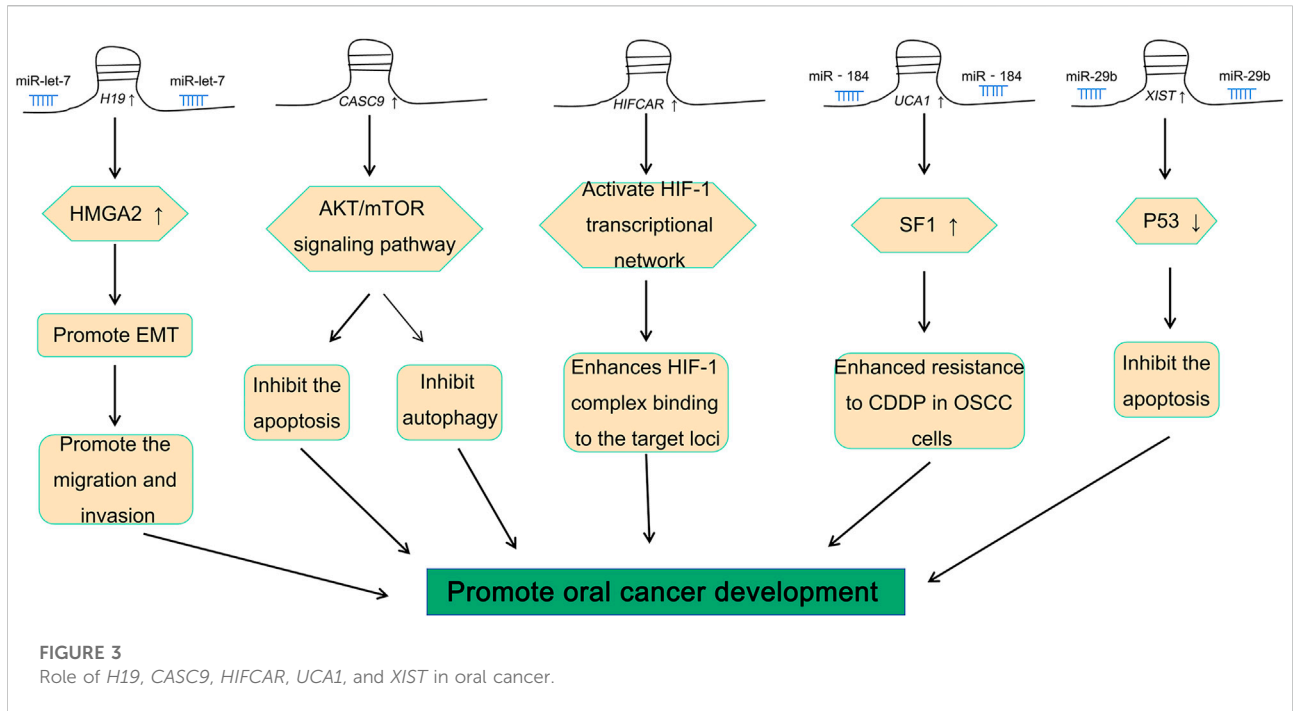 miR-let-7
miR-let-7
H19 ↑
CASC9 ↑
HIFCAR ↑
miR - 184
miR - 184
UCA1 ↑
miR-29b
miR-29b
XIST ↑
HMGA2 ↑
AKT/mTOR
signaling pathway
Activate HIF-1
transcriptional
network
SF1 ↑
P53 ↓
Promote EMT
Inhibit the
apoptosis
Inhibit
autophagy
Enhances HIF-1
complex binding
to the target loci
Enhanced resistance
to CDDP in OSCC
cells
Inhibit the
apoptosis
Promote the
migration and
invasion
Promote oral cancer development
FIGURE 3
Role of H19, CASC9, HIFCAR, UCA1, and XIST in oral cancer.